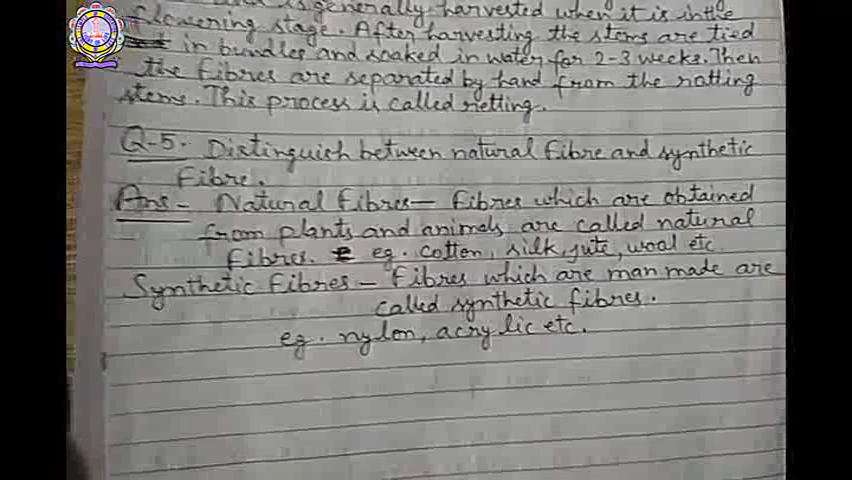 is generally harvested when it is in the
flowering stage. After harvesting the stems are tied
in bundles and soaked in water for 2-3 weeks. Then
the fibres are separated by hand from the rotting
stems. This process is called rietting.
Q-5. Distinguish between natural fibre and synthetic
fibre.
Ans- Natural fibres- fibres which are obtained
from plants and animals are called natural
fibres. eg. cotton, silk, jute, wool etc
Synthetic fibres - fibres which are man made are
called synthetic fibres.
eg. nylon, acrylic etc.